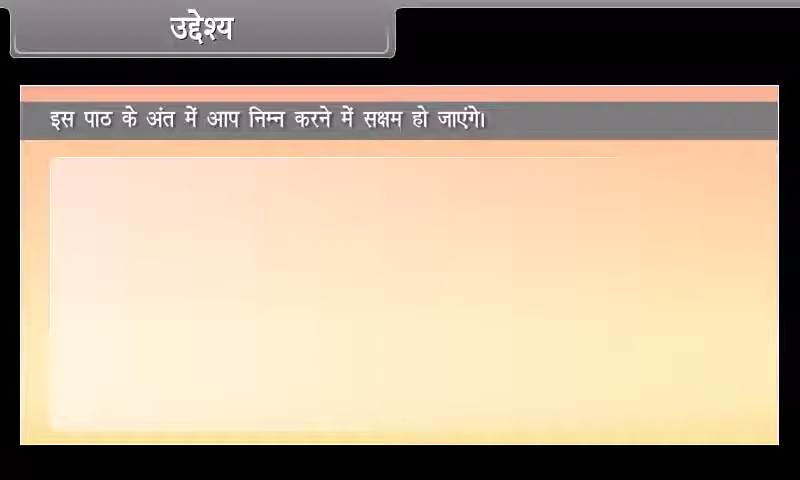 उद्देश्य
इस पाठ के अंत में आप निम्न करने में सक्षम हो जाएंगे।